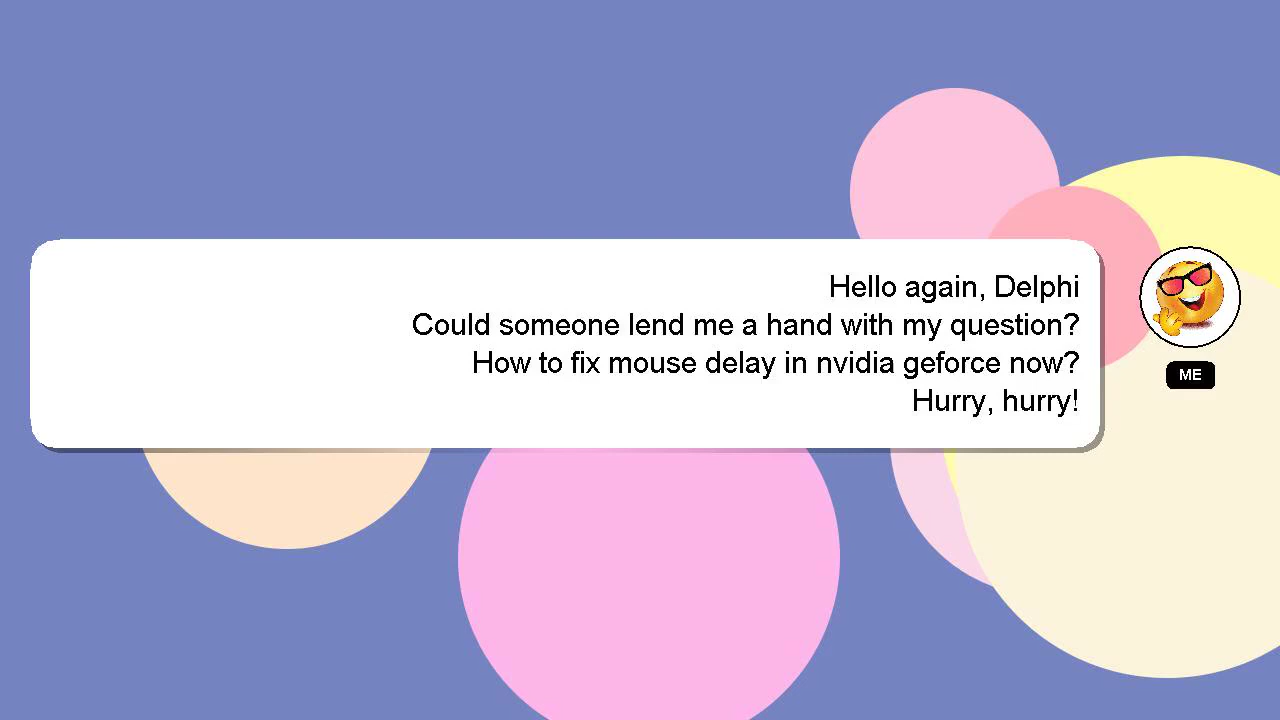 Hello again, Delphi
Could someone lend me a hand with my question?
How to fix mouse delay in nvidia geforce now?
Hurry, hurry!
ME